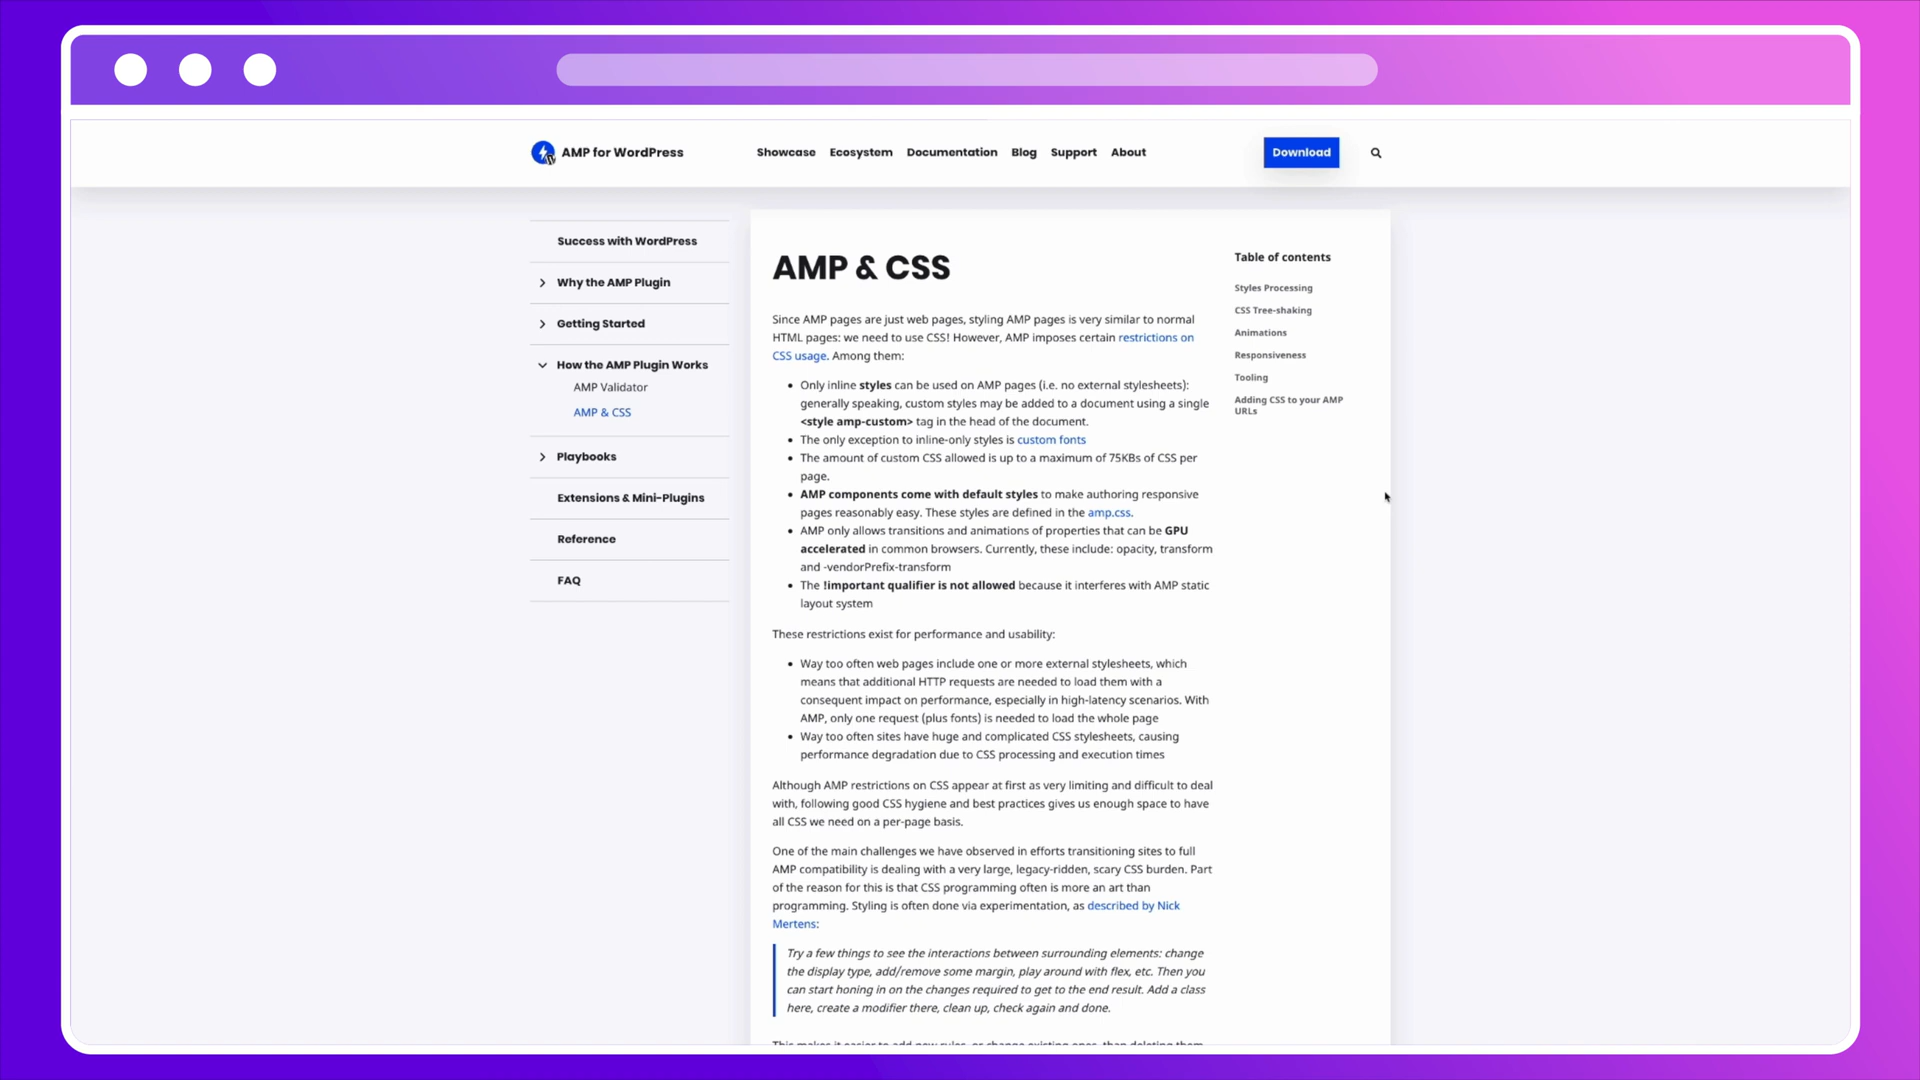 AMP for WordPress
Showcase Ecosystem Documentation Blog Support About
Download
Success with WordPress
Why the AMP Plugin
Getting Started
How the AMP Plugin Works
AMP Validator
AMP & CSS
Playbooks
Extensions & Mini-Plugins
Reference
FAQ
AMP & CSS
Since AMP pages are just web pages, styling AMP pages is very similar to normal
HTML pages: we need to use CSS! However, AMP imposes certain restrictions on
CSS usage. Among them:
• Only inline styles can be used on AMP pages (i.e. no external stylesheets):
generally speaking, custom styles may be added to a document using a single
<style amp-custom> tag in the head of the document.
• The only exception to inline-only styles is custom fonts
• The amount of custom CSS allowed is up to a maximum of 75KBs of CSS per
page.
• AMP components come with default styles to make authoring responsive
pages reasonably easy. These styles are defined in the amp.css.
• AMP only allows transitions and animations of properties that can be GPU
accelerated in common browsers. Currently, these include: opacity, transform
and -vendorPrefix-transform
• The !important qualifier is not allowed because it interferes with AMP static
layout system
These restrictions exist for performance and usability:
• Way too often web pages include one or more external stylesheets, which
means that additional HTTP requests are needed to load them with a
consequent impact on performance, especially in high-latency scenarios. With
AMP, only one request (plus fonts) is needed to load the whole page
• Way too often sites have huge and complicated CSS stylesheets, causing
performance degradation due to CSS processing and execution times
Although AMP restrictions on CSS appear at first as very limiting and difficult to deal
with, following good CSS hygiene and best practices gives us enough space to have
all CSS we need on a per-page basis.
One of the main challenges we have observed in efforts transitioning sites to full
AMP compatibility is dealing with a very large, legacy-ridden, scary CSS burden. Part
of the reason for this is that CSS programming often is more an art than
programming. Styling is often done via experimentation, as described by Nick
Mertens:
Try a few things to see the interactions between surrounding elements: change
the display type, add/remove some margin, play around with flex, etc. Then you
can start honing in on the changes required to get to the end result. Add a class
here, create a modifier there, clean up, check again and done.
This makes it easier to add new rules, or change existing ones, than deleting them
Table of contents
Styles Processing
CSS Tree-shaking
Animations
Responsiveness
Tooling
Adding CSS to your AMP
URLs